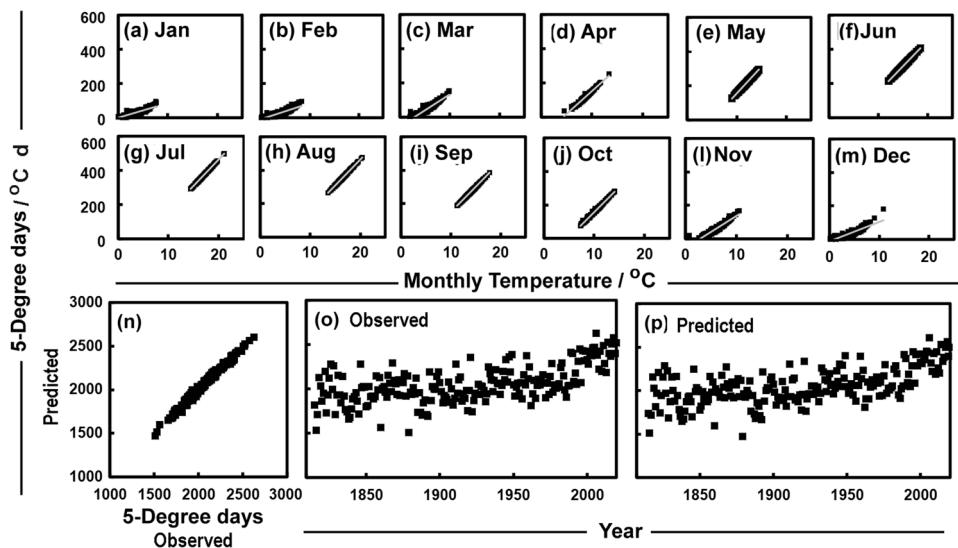 600
400
200
0
(a) Jan
(b) Feb
(c) Mar
(d) Apr
(e) May
(f)Jun
600
400
200
0
(g) Jul
(h) Aug
(i) Sep
(j) Oct
(l) Nov
(m) Dec
0 10 20
0 10 20
0 10 20
0 10 20
0 10 20
0 10 20
Monthly Temperature / °C
5-Degree days / °C d
3000
2500
2000
1500
1000
Predicted
(n)
(o) Observed
(p) Predicted
1000 1500 2000 2500 3000
1850 1900 1950 2000
1850 1900 1950 2000
5-Degree days
Observed
Year